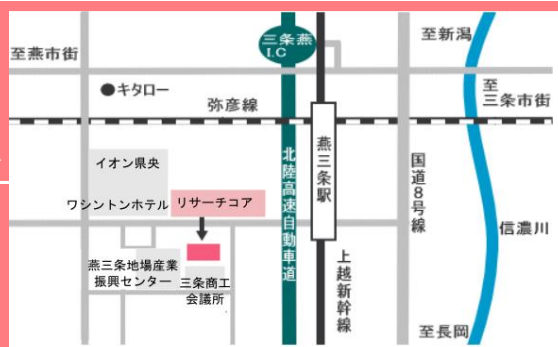 三条燕
I.C
至新潟
至燕市街
至
三条市街
●キタロー
弥彦線
燕三条駅
北陸高速自動車道
国道8号線
イオン県央
ワシントンホテル
リサーチコア
信濃川
燕三条地場産業
振興センター
三条商工
会議所
上越新幹線
至長岡